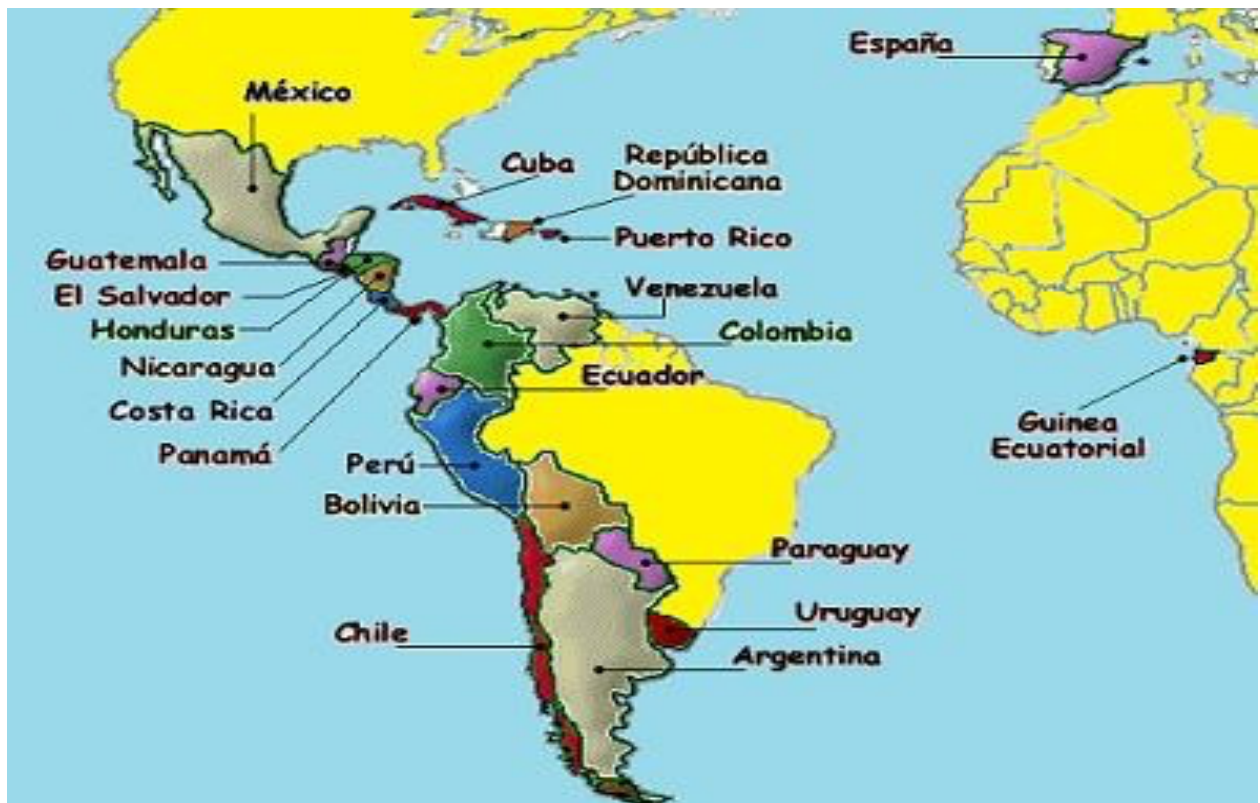 España
México
Cuba
República
Dominicana
Puerto Rico
Guatemala
El Salvador
Honduras
Nicaragua
Costa Rica
Panamá
Venezuela
Colombia
Ecuador
Perú
Bolivia
Guinea
Ecuatorial
Paraguay
Uruguay
Chile
Argentina